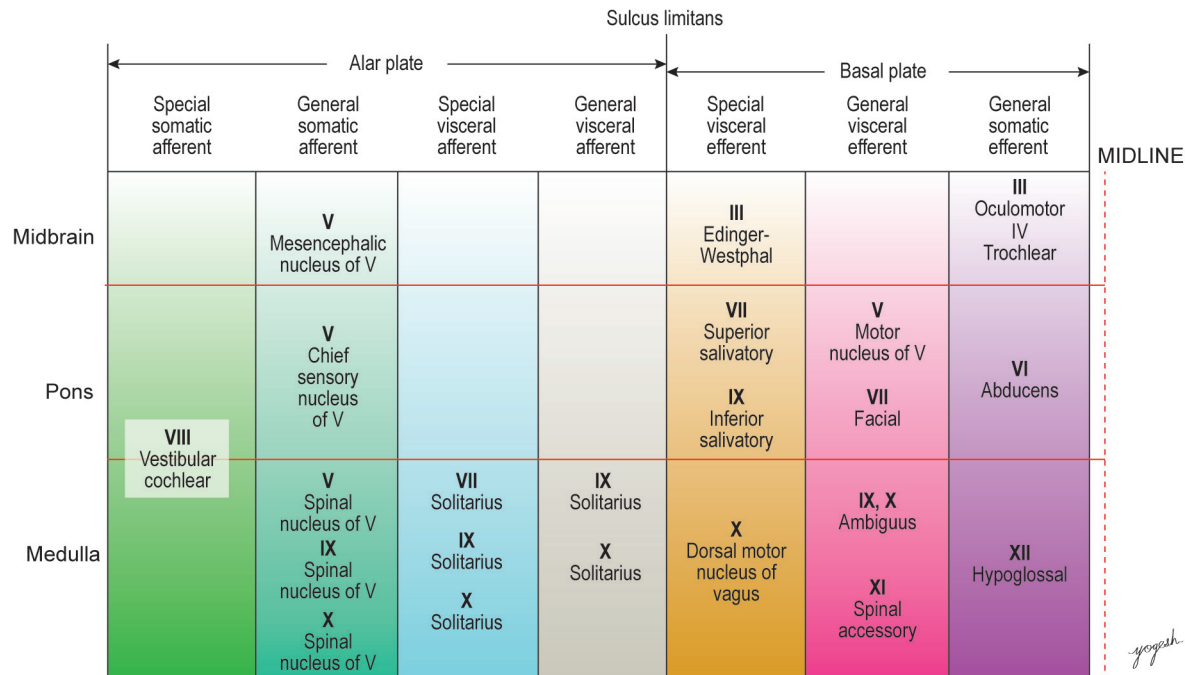 Sulcus limitans
Alar plate
Basal plate
Special
somatic
afferent
General
somatic
afferent
Special
visceral
afferent
General
visceral
afferent
Special
visceral
efferent
General
visceral
efferent
General
somatic
efferent
MIDLINE
Midbrain
V
Mesencephalic
nucleus of V
III
Edinger-
Westphal
III
Oculomotor
IV
Trochlear
Pons
V
Chief
sensory
nucleus
of V
VII
Superior
salivatory
IX
Inferior
salivatory
V
Motor
nucleus of V
VII
Facial
VI
Abducens
VIII
Vestibular
cochlear
Medulla
V
Spinal
nucleus of V
IX
Spinal
nucleus of V
X
Spinal
nucleus of V
VII
Solitarius
IX
Solitarius
X
Solitarius
IX
Solitarius
X
Solitarius
X
Dorsal motor
nucleus of
vagus
IX, X
Ambiguus
XI
Spinal
accessory
XII
Hypoglossal
yogesh